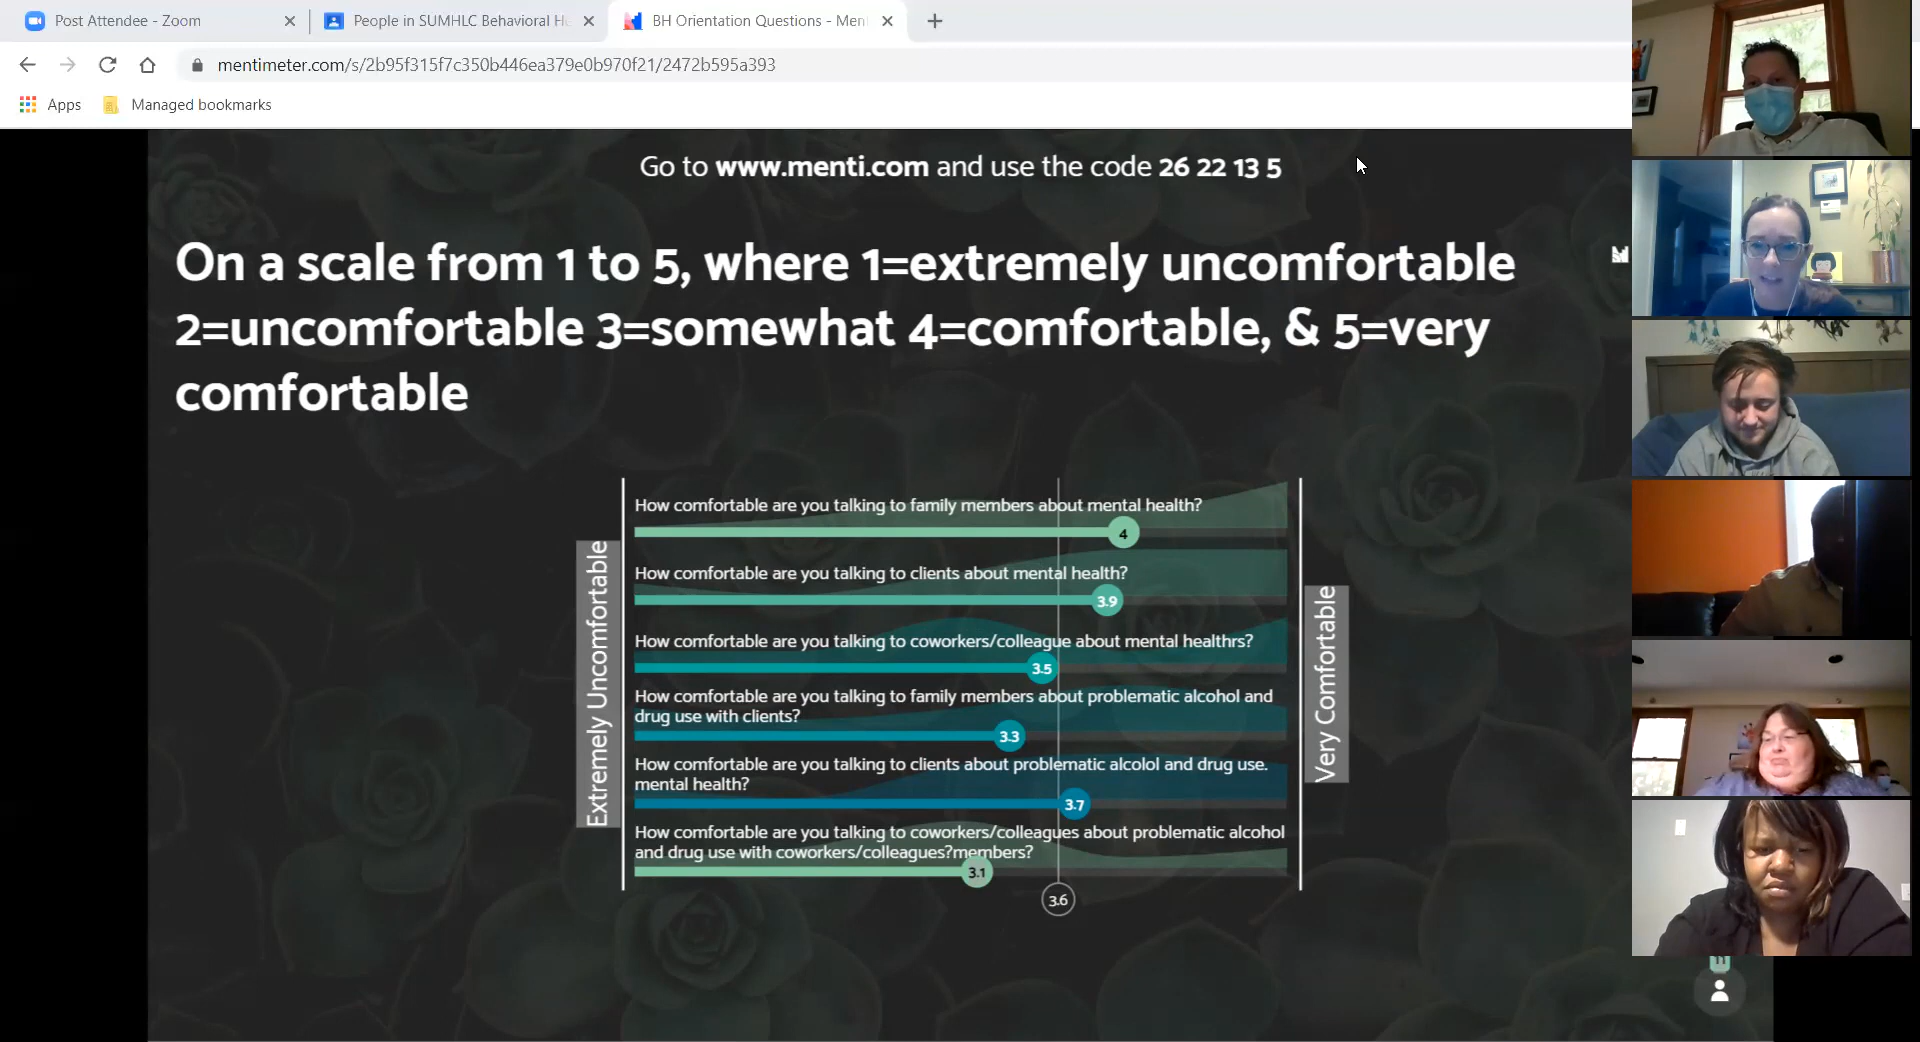 Post Attendee - Zoom
People in SUMHLC Behavioral He
BH Orientation Questions - Men
mentimeter.com/s/2b95f315f7c350b446ea379e0b970f21/2472b595a393
Apps
Managed bookmarks
Go to www.menti.com and use the code 26 22 13 5
On a scale from 1 to 5, where 1=extremely uncomfortable
2=uncomfortable 3=somewhat 4=comfortable, & 5=very
comfortable
Extremely Uncomfortable
How comfortable are you talking to family members about mental health?
4
How comfortable are you talking to clients about mental health?
3.9
How comfortable are you talking to coworkers/colleague about mental healthrs?
3.5
How comfortable are you talking to family members about problematic alcohol and
drug use with clients?
3.3
How comfortable are you talking to clients about problematic alcolol and drug use.
mental health?
3.7
How comfortable are you talking to coworkers/colleagues about problematic alcohol
and drug use with coworkers/colleagues?members?
3.1
3.6
Very Comfortable